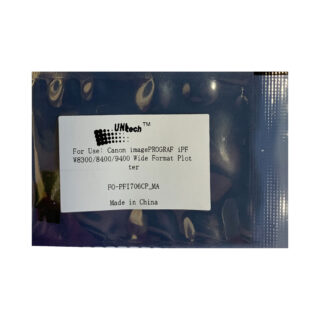 UNItech™
For Use: Canon imagePROGRAF iPF
W8300/8400/9400 Wide Format Plot
ter
FO-PFI706CP_MA
Made in China